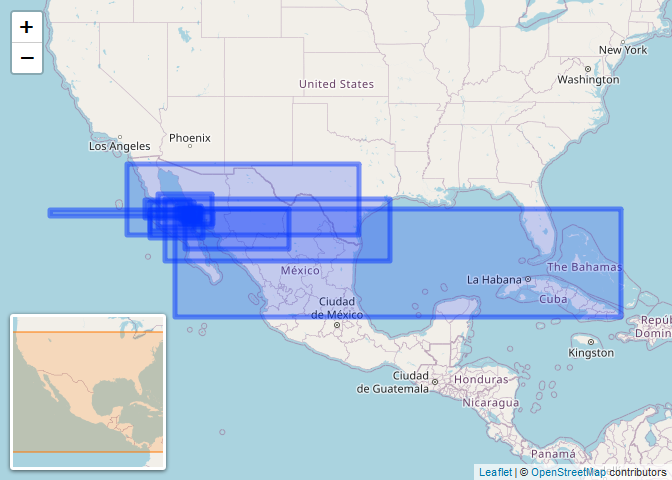 +
−
New York
United States
Washington
Phoenix
Los Angeles
The Bahamas
La Habana
México
Cuba
Ciudad
de México
Repúl
Domin
Kingston
Ciudad
de Guatemala
Honduras
Nicaragua
Panamá
Leaflet | © OpenStreetMap contributors